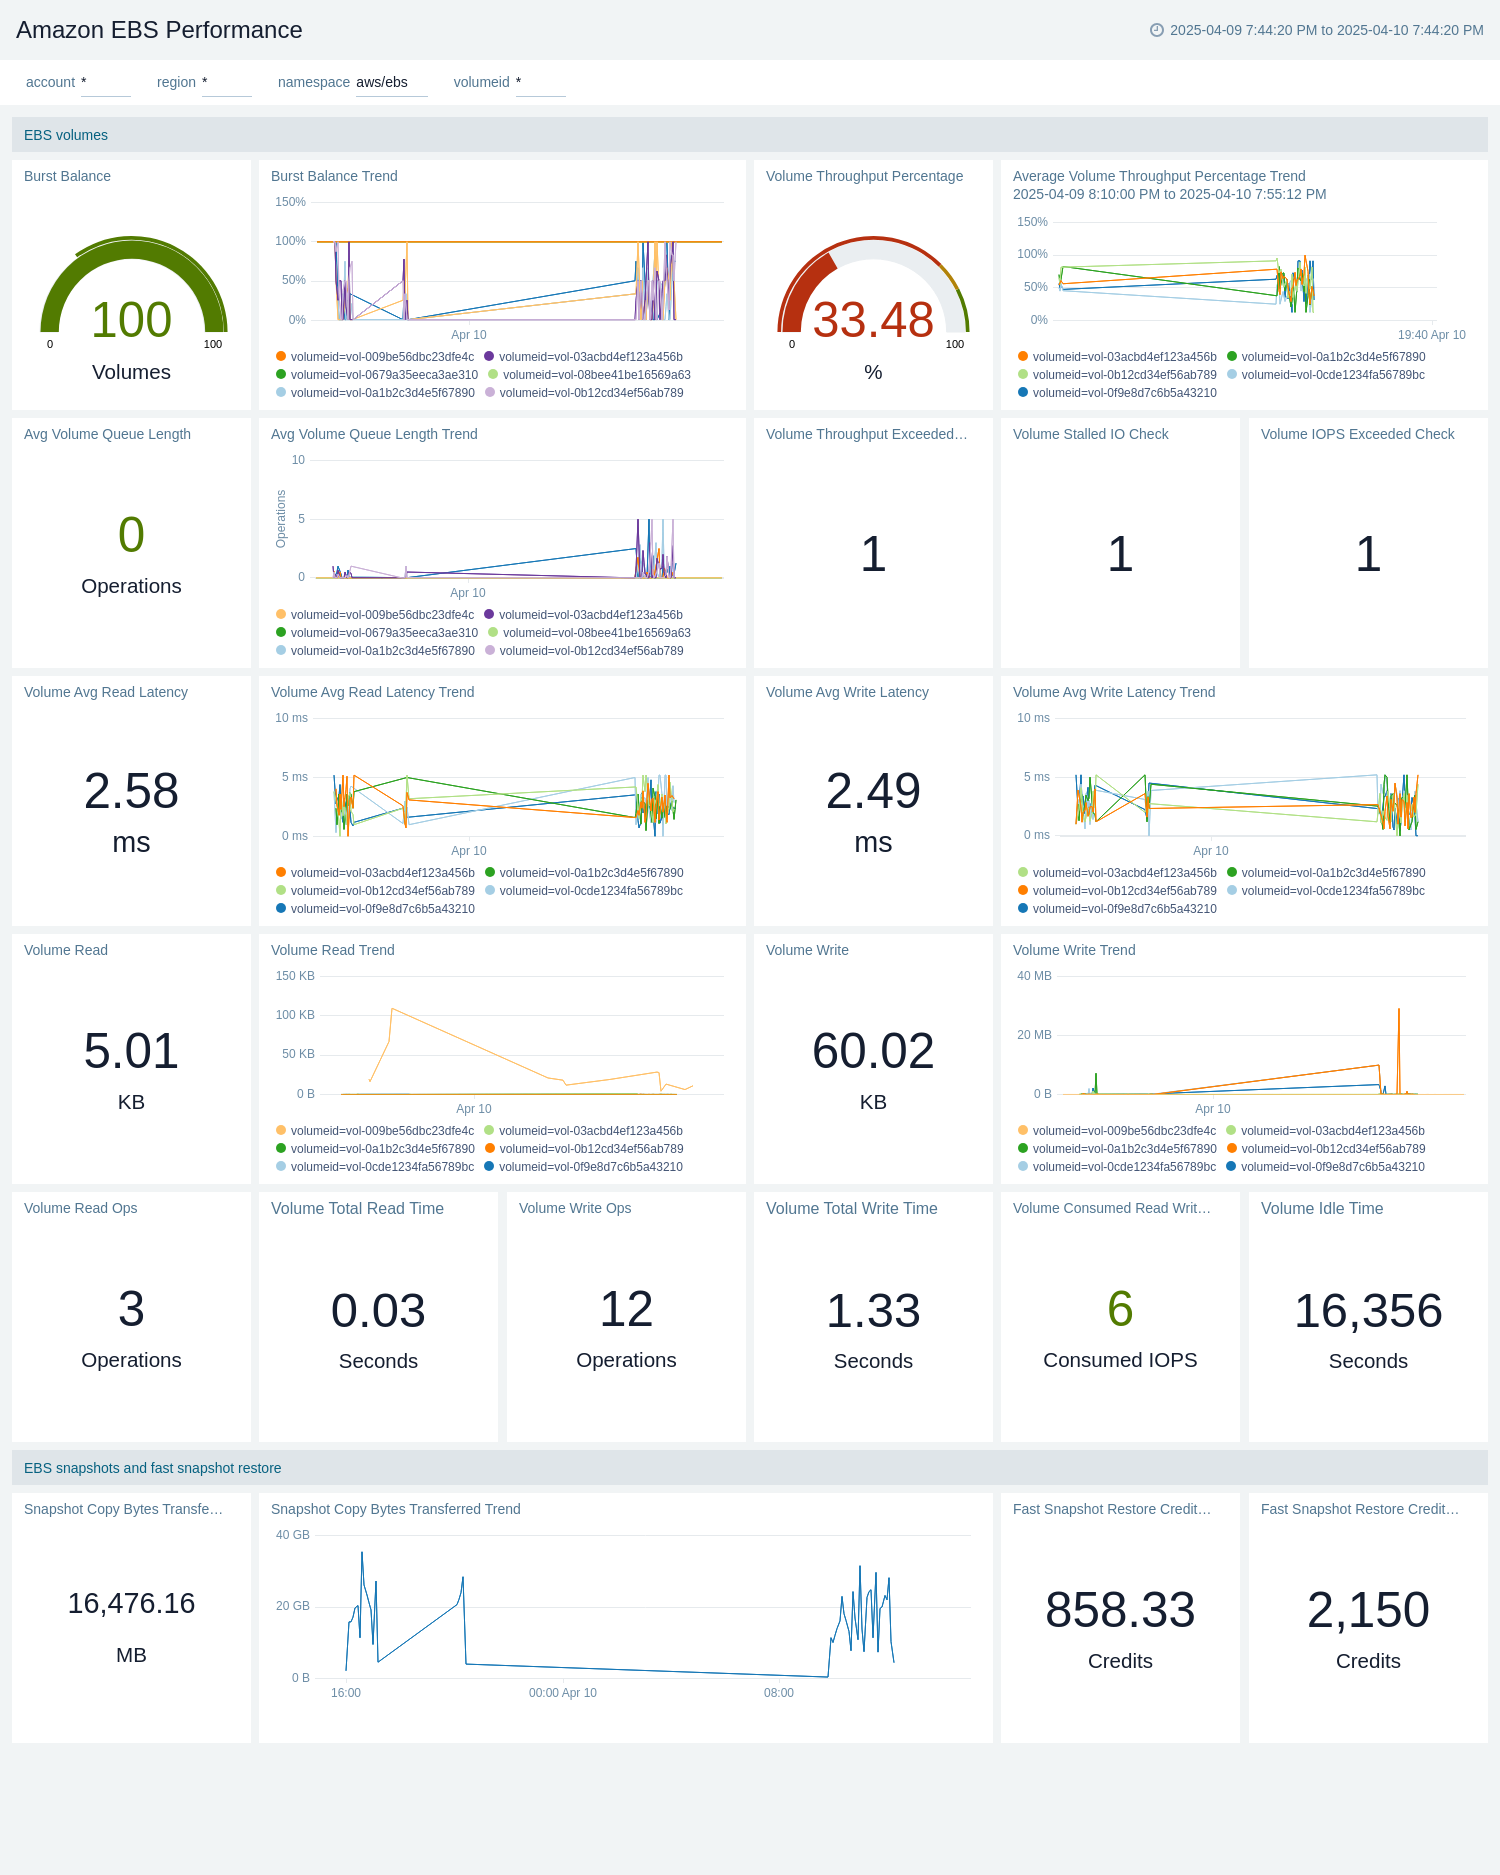 Amazon EBS Performance
2025-04-09 7:44:20 PM to 2025-04-10 7:44:20 PM
account * region * namespace aws/ebs volumeid *
EBS volumes
Burst Balance
100
0 100
Volumes
Burst Balance Trend
150%
100%
50%
0%
Apr 10
volumeid=vol-009be56dbc23dfe4c volumeid=vol-03acbd4ef123a456b
volumeid=vol-0679a35eeca3ae310 volumeid=vol-08bee41be16569a63
volumeid=vol-0a1b2c3d4e5f67890 volumeid=vol-0b12cd34ef56ab789
Volume Throughput Percentage
33.48
0 100
%
Average Volume Throughput Percentage Trend
2025-04-09 8:10:00 PM to 2025-04-10 7:55:12 PM
150%
100%
50%
0%
19:40 Apr 10
volumeid=vol-03acbd4ef123a456b volumeid=vol-0a1b2c3d4e5f67890
volumeid=vol-0b12cd34ef56ab789 volumeid=vol-0cde1234fa56789bc
volumeid=vol-0f9e8d7c6b5a43210
Avg Volume Queue Length
0
Operations
Avg Volume Queue Length Trend
10
5
0
Operations
Apr 10
volumeid=vol-009be56dbc23dfe4c volumeid=vol-03acbd4ef123a456b
volumeid=vol-0679a35eeca3ae310 volumeid=vol-08bee41be16569a63
volumeid=vol-0a1b2c3d4e5f67890 volumeid=vol-0b12cd34ef56ab789
Volume Throughput Exceeded…
1
Volume Stalled IO Check
1
Volume IOPS Exceeded Check
1
Volume Avg Read Latency
2.58
ms
Volume Avg Read Latency Trend
10 ms
5 ms
0 ms
Apr 10
volumeid=vol-03acbd4ef123a456b volumeid=vol-0a1b2c3d4e5f67890
volumeid=vol-0b12cd34ef56ab789 volumeid=vol-0cde1234fa56789bc
volumeid=vol-0f9e8d7c6b5a43210
Volume Avg Write Latency
2.49
ms
Volume Avg Write Latency Trend
10 ms
5 ms
0 ms
Apr 10
volumeid=vol-03acbd4ef123a456b volumeid=vol-0a1b2c3d4e5f67890
volumeid=vol-0b12cd34ef56ab789 volumeid=vol-0cde1234fa56789bc
volumeid=vol-0f9e8d7c6b5a43210
Volume Read
5.01
KB
Volume Read Trend
150 KB
100 KB
50 KB
0 B
Apr 10
volumeid=vol-009be56dbc23dfe4c volumeid=vol-03acbd4ef123a456b
volumeid=vol-0a1b2c3d4e5f67890 volumeid=vol-0b12cd34ef56ab789
volumeid=vol-0cde1234fa56789bc volumeid=vol-0f9e8d7c6b5a43210
Volume Write
60.02
KB
Volume Write Trend
40 MB
20 MB
0 B
Apr 10
volumeid=vol-009be56dbc23dfe4c volumeid=vol-03acbd4ef123a456b
volumeid=vol-0a1b2c3d4e5f67890 volumeid=vol-0b12cd34ef56ab789
volumeid=vol-0cde1234fa56789bc volumeid=vol-0f9e8d7c6b5a43210
Volume Read Ops
3
Operations
Volume Total Read Time
0.03
Seconds
Volume Write Ops
12
Operations
Volume Total Write Time
1.33
Seconds
Volume Consumed Read Writ…
6
Consumed IOPS
Volume Idle Time
16,356
Seconds
EBS snapshots and fast snapshot restore
Snapshot Copy Bytes Transfe…
16,476.16
MB
Snapshot Copy Bytes Transferred Trend
40 GB
20 GB
0 B
16:00 00:00 Apr 10 08:00
Fast Snapshot Restore Credit…
858.33
Credits
Fast Snapshot Restore Credit…
2,150
Credits